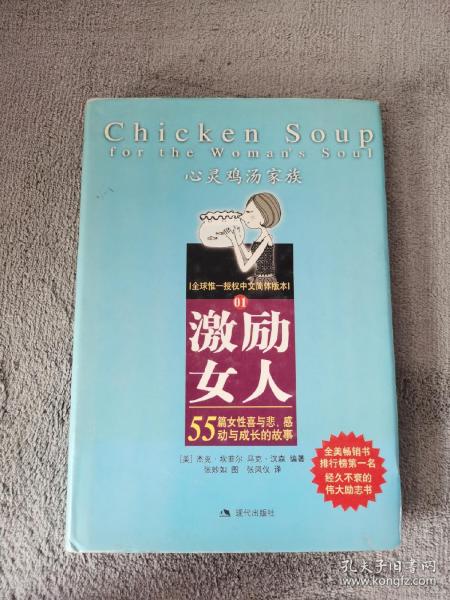 Chicken Soup
for the Woman's Soul
心灵鸡汤家族
全球惟一授权中文简体版本
01
激励
女人
55篇女性喜与悲、感
动与成长的故事
[美] 杰克·坎菲尔 马克·汉森 编著
张妙如 图 张凤仪 译
全美畅销书
排行榜第一名
经久不衰的
伟大励志书
现代出版社
孔夫子旧书网
www.kongfz.com